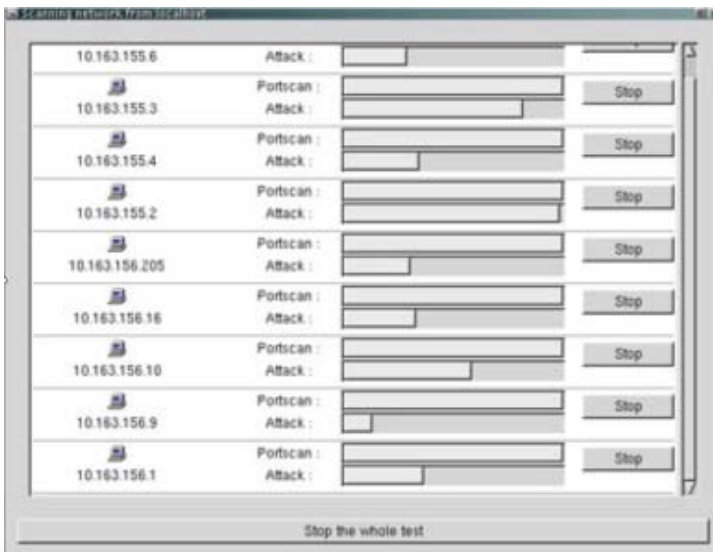 Scanning network from localhost
10.163.155.6 Attack :
Portscan :
10.163.155.3 Attack : Stop
Portscan :
10.163.155.4 Attack : Stop
Portscan :
10.163.155.2 Attack : Stop
Portscan :
10.163.156.205 Attack : Stop
Portscan :
10.163.156.16 Attack : Stop
Portscan :
10.163.156.10 Attack : Stop
Portscan :
10.163.156.9 Attack : Stop
Portscan :
10.163.156.1 Attack : Stop
Stop the whole test